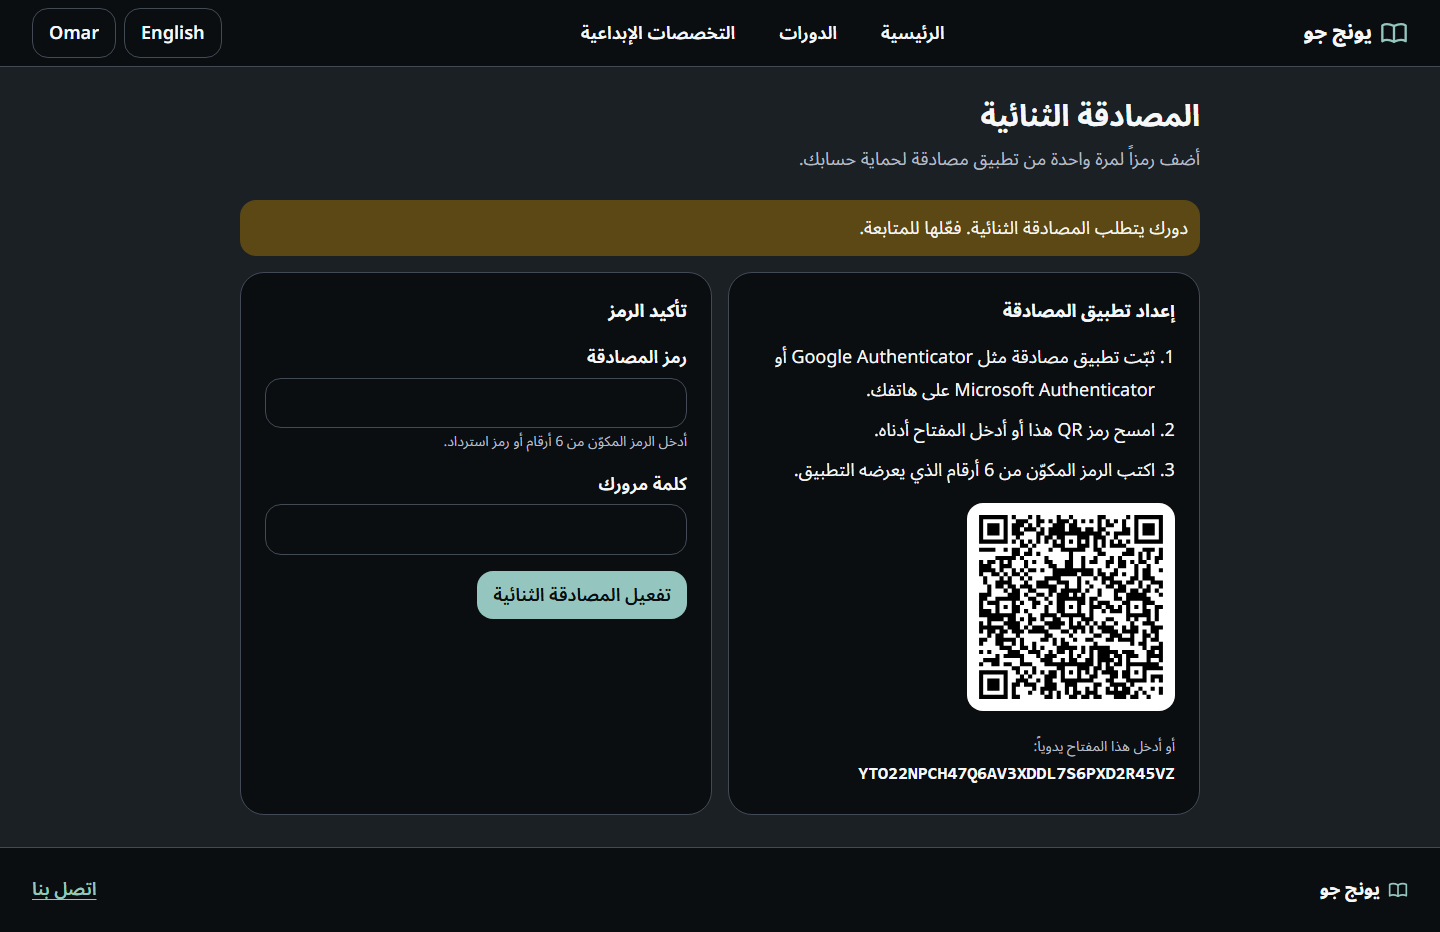 يونج جو
الرئيسية
الدورات
التخصصات الإبداعية
English
Omar
المصادقة الثنائية
أضف رمزاً لمرة واحدة من تطبيق مصادقة لحماية حسابك.
دورك يتطلب المصادقة الثنائية. فعّلها للمتابعة.
إعداد تطبيق المصادقة
1. ثبّت تطبيق مصادقة مثل Google Authenticator أو
Microsoft Authenticator على هاتفك.
2. امسح رمز QR هذا أو أدخل المفتاح أدناه.
3. اكتب الرمز المكوّن من 6 أرقام الذي يعرضه التطبيق.
أو أدخل هذا المفتاح يدوياً:
YTO22NPCH47Q6AV3XDDL7S6PXD2R45VZ
تأكيد الرمز
رمز المصادقة
أدخل الرمز المكوّن من 6 أرقام أو رمز استرداد.
كلمة مرورك
تفعيل المصادقة الثنائية
يونج جو
اتصل بنا